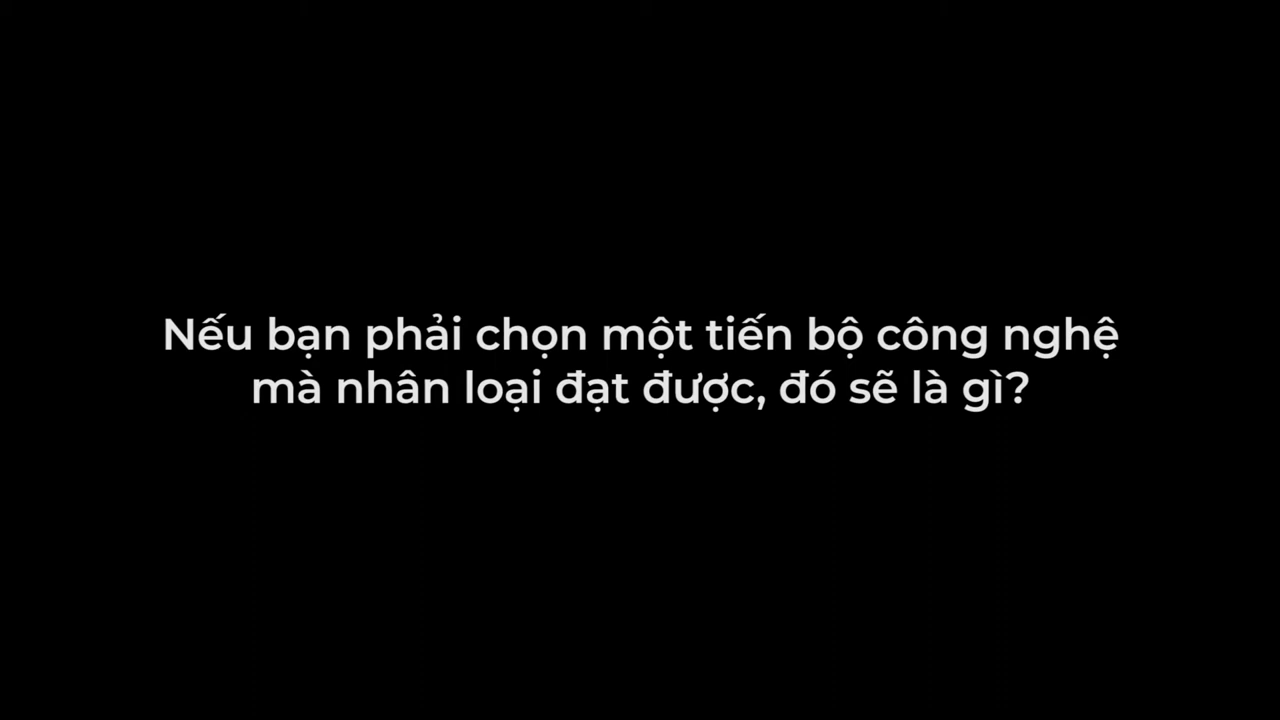 Nếu bạn phải chọn một tiến bộ công nghệ
mà nhân loại đạt được, đó sẽ là gì?